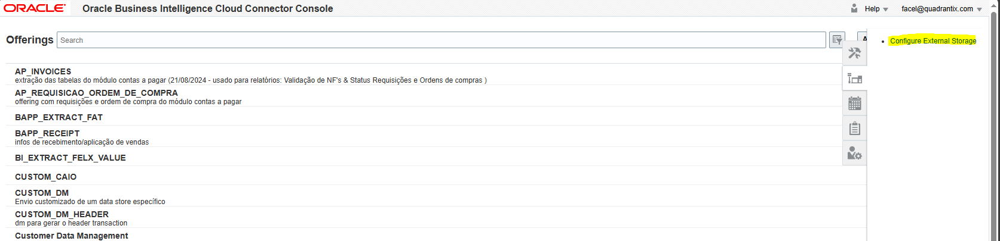 ORACLE® Oracle Business Intelligence Cloud Connector Console Help facel@quadrantix.com
Offerings Search
Configure External Storage
AP_INVOICES
extração das tabelas do módulo contas a pagar (21/08/2024 - usado para relatórios: Validação de NF's & Status Requisições e Ordens de compras )
AP_REQUISICAO_ORDEM_DE_COMPRA
offering com requisições e ordem de compra do módulo contas a pagar
BAPP_EXTRACT_FAT
BAPP_RECEIPT
infos de recebimento/aplicação de vendas
BI_EXTRACT_FELX_VALUE
CUSTOM_CAIO
CUSTOM_DM
Envio customizado de um data store específico
CUSTOM_DM_HEADER
dm para gerar o header transaction
Customer Data Management